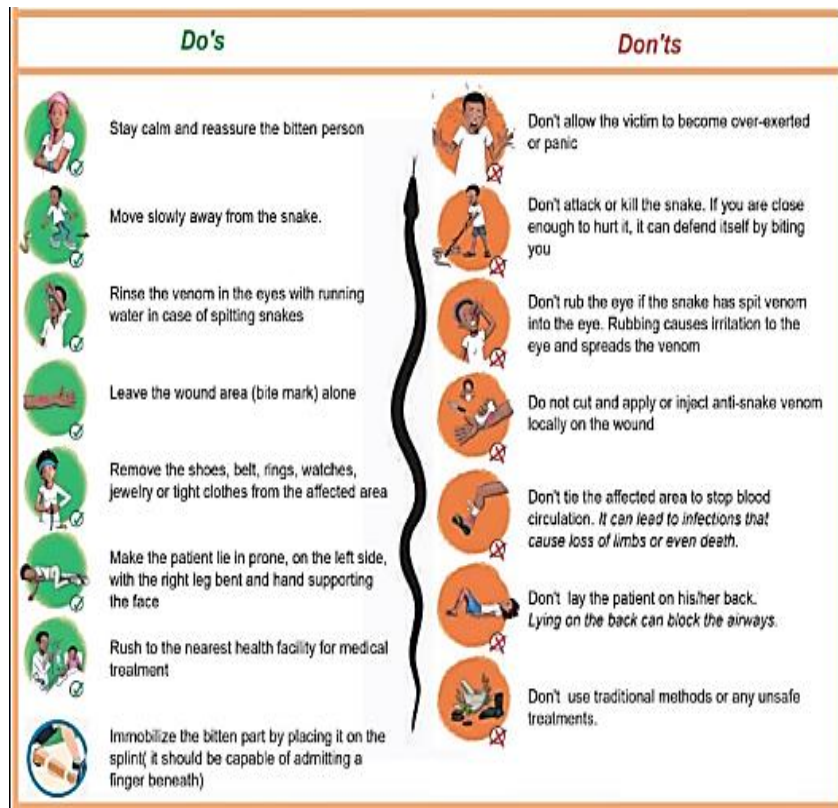 Do's
Stay calm and reassure the bitten person
Move slowly away from the snake.
Rinse the venom in the eyes with running
water in case of spitting snakes
Leave the wound area (bite mark) alone
Remove the shoes, belt, rings, watches,
jewelry or tight clothes from the affected area
Make the patient lie in prone, on the left side,
with the right leg bent and hand supporting
the face
Rush to the nearest health facility for medical
treatment
Immobilize the bitten part by placing it on the
splint( it should be capable of admitting a
finger beneath)
Don'ts
Don't allow the victim to become over-exerted
or panic
Don't attack or kill the snake. If you are close
enough to hurt it, it can defend itself by biting
you
Don't rub the eye if the snake has spit venom
into the eye. Rubbing causes irritation to the
eye and spreads the venom
Do not cut and apply or inject anti-snake venom
locally on the wound
Don't tie the affected area to stop blood
circulation. It can lead to infections that
cause loss of limbs or even death.
Don't lay the patient on his/her back.
Lying on the back can block the airways.
Don't use traditional methods or any unsafe
treatments.